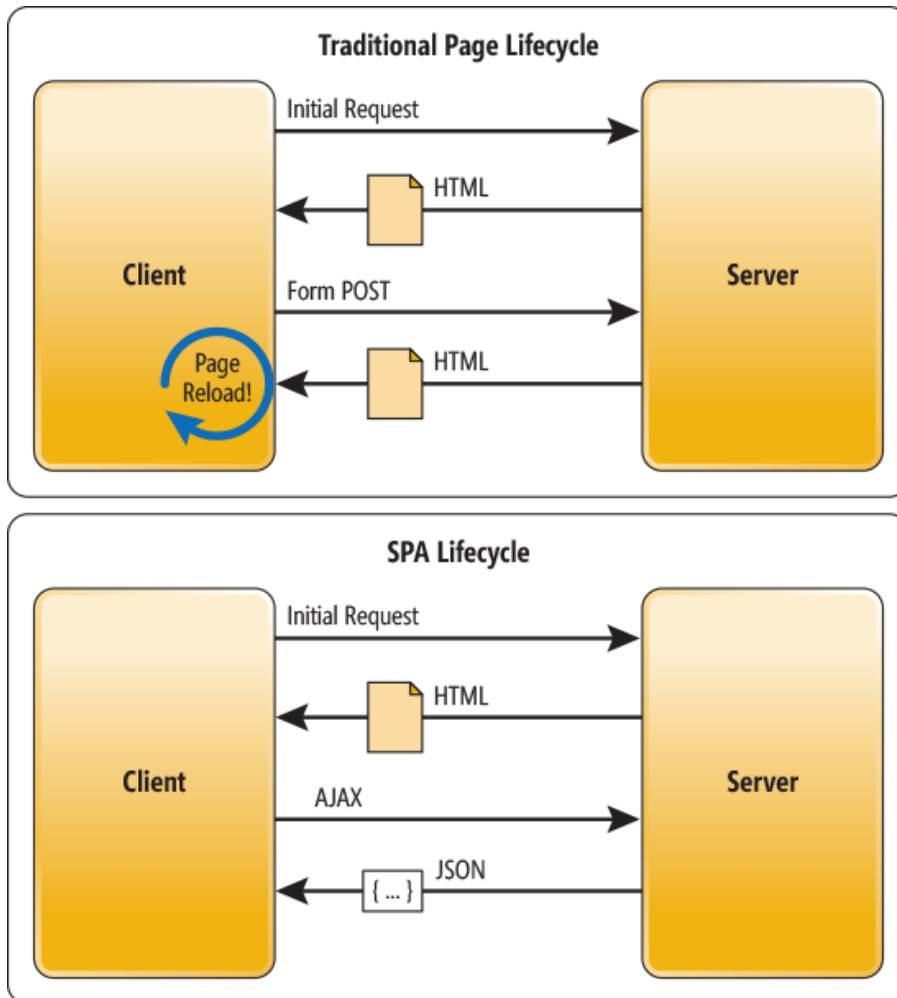 Traditional Page Lifecycle
Initial Request
HTML
Client
Server
Form POST
HTML
Page
Reload!
SPA Lifecycle
Initial Request
HTML
Client
Server
AJAX
JSON
{ ... }